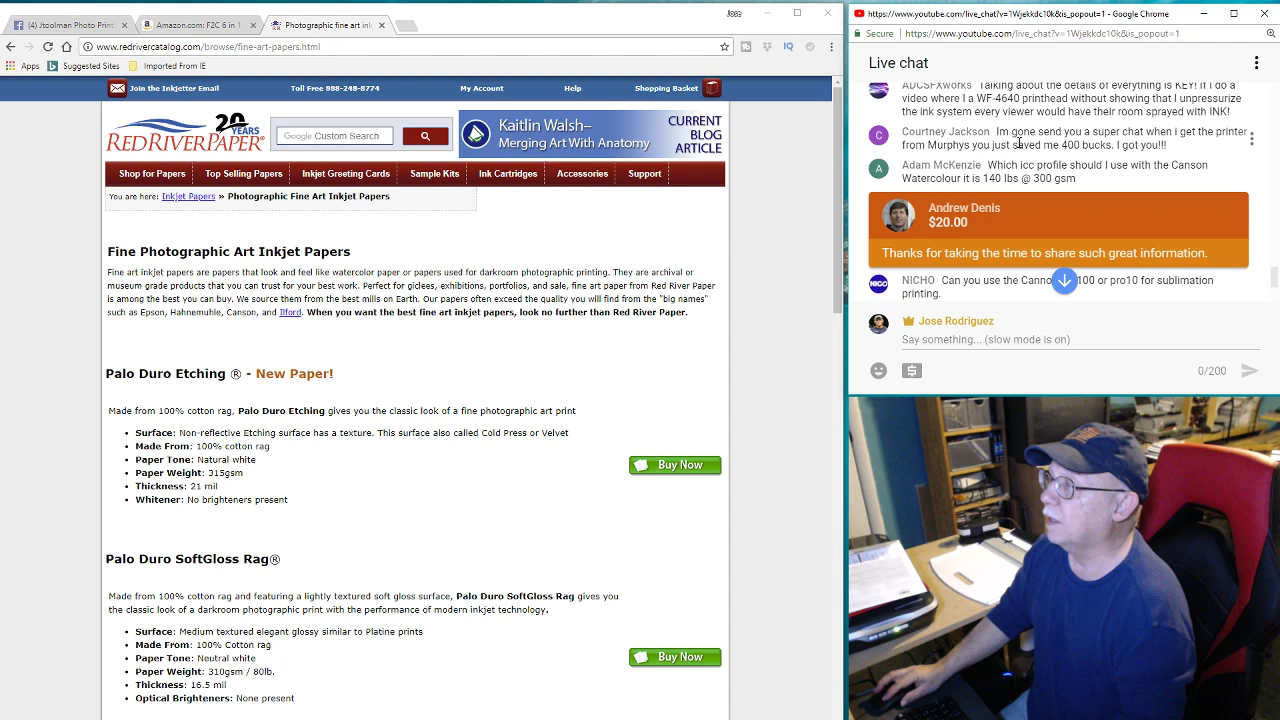 (4) Jtoolman Photo Print
Amazon.com: F2C 6 in 1
Photographic fine art ink
Jose
www.redrivercatalog.com/browse/fine-art-papers.html
Apps
Suggested Sites
Imported From IE
Join the Inkjetter Email
Toll Free 888-248-8774
My Account
Help
Shopping Basket
RED RIVER PAPER
20 YEARS
Google Custom Search
Kaitlin Walsh–
Merging Art With Anatomy
CURRENT
BLOG
ARTICLE
Shop for Papers
Top Selling Papers
Inkjet Greeting Cards
Sample Kits
Ink Cartridges
Accessories
Support
You are here: Inkjet Papers » Photographic Fine Art Inkjet Papers
Fine Photographic Art Inkjet Papers
Fine art inkjet papers are papers that look and feel like watercolor paper or papers used for darkroom photographic printing. They are archival or
museum grade products that you can trust for your best work. Perfect for giclees, exhibitions, portfolios, and sale, fine art paper from Red River Paper
is among the best you can buy. We source them from the best mills on Earth. Our papers often exceed the quality you will find from the "big names"
such as Epson, Hahnemuhle, Canson, and Ilford. When you want the best fine art inkjet papers, look no further than Red River Paper.
Palo Duro Etching ® - New Paper!
Made from 100% cotton rag, Palo Duro Etching gives you the classic look of a fine photographic art print
• Surface: Non-reflective Etching surface has a texture. This surface also called Cold Press or Velvet
• Made From: 100% cotton rag
• Paper Tone: Natural white
• Paper Weight: 315gsm
• Thickness: 21 mil
• Whitener: No brighteners present
Buy Now
Palo Duro SoftGloss Rag®
Made from 100% cotton rag and featuring a lightly textured soft gloss surface, Palo Duro SoftGloss Rag gives you
the classic look of a darkroom photographic print with the performance of modern inkjet technology.
• Surface: Medium textured elegant glossy similar to Platine prints
• Made From: 100% Cotton rag
• Paper Tone: Neutral white
• Paper Weight: 310gsm / 80lb.
• Thickness: 16.5 mil
• Optical Brighteners: None present
Buy Now
https://www.youtube.com/live_chat?v=1Wjekkdc10k&is_popout=1 - Google Chrome
Secure
https://www.youtube.com/live_chat?v=1Wjekkdc10k&is_popout=1
Live chat
ADCSFXworks Talking about the details of everything is KEY! If I do a
video where I a WF-4640 printhead without showing that I unpressurize
the ink system every viewer would have their room sprayed with INK!
C
Courtney Jackson Im gone send you a super chat when i get the printer
from Murphys you just saved me 400 bucks. I got you!!!
A
Adam McKenzie Which icc profile should I use with the Canson
Watercolour it is 140 lbs @ 300 gsm
Andrew Denis
$20.00
Thanks for taking the time to share such great information.
NICHO Can you use the Canno 100 or pro10 for sublimation
printing.
Jose Rodriguez
Say something... (slow mode is on)
0/200